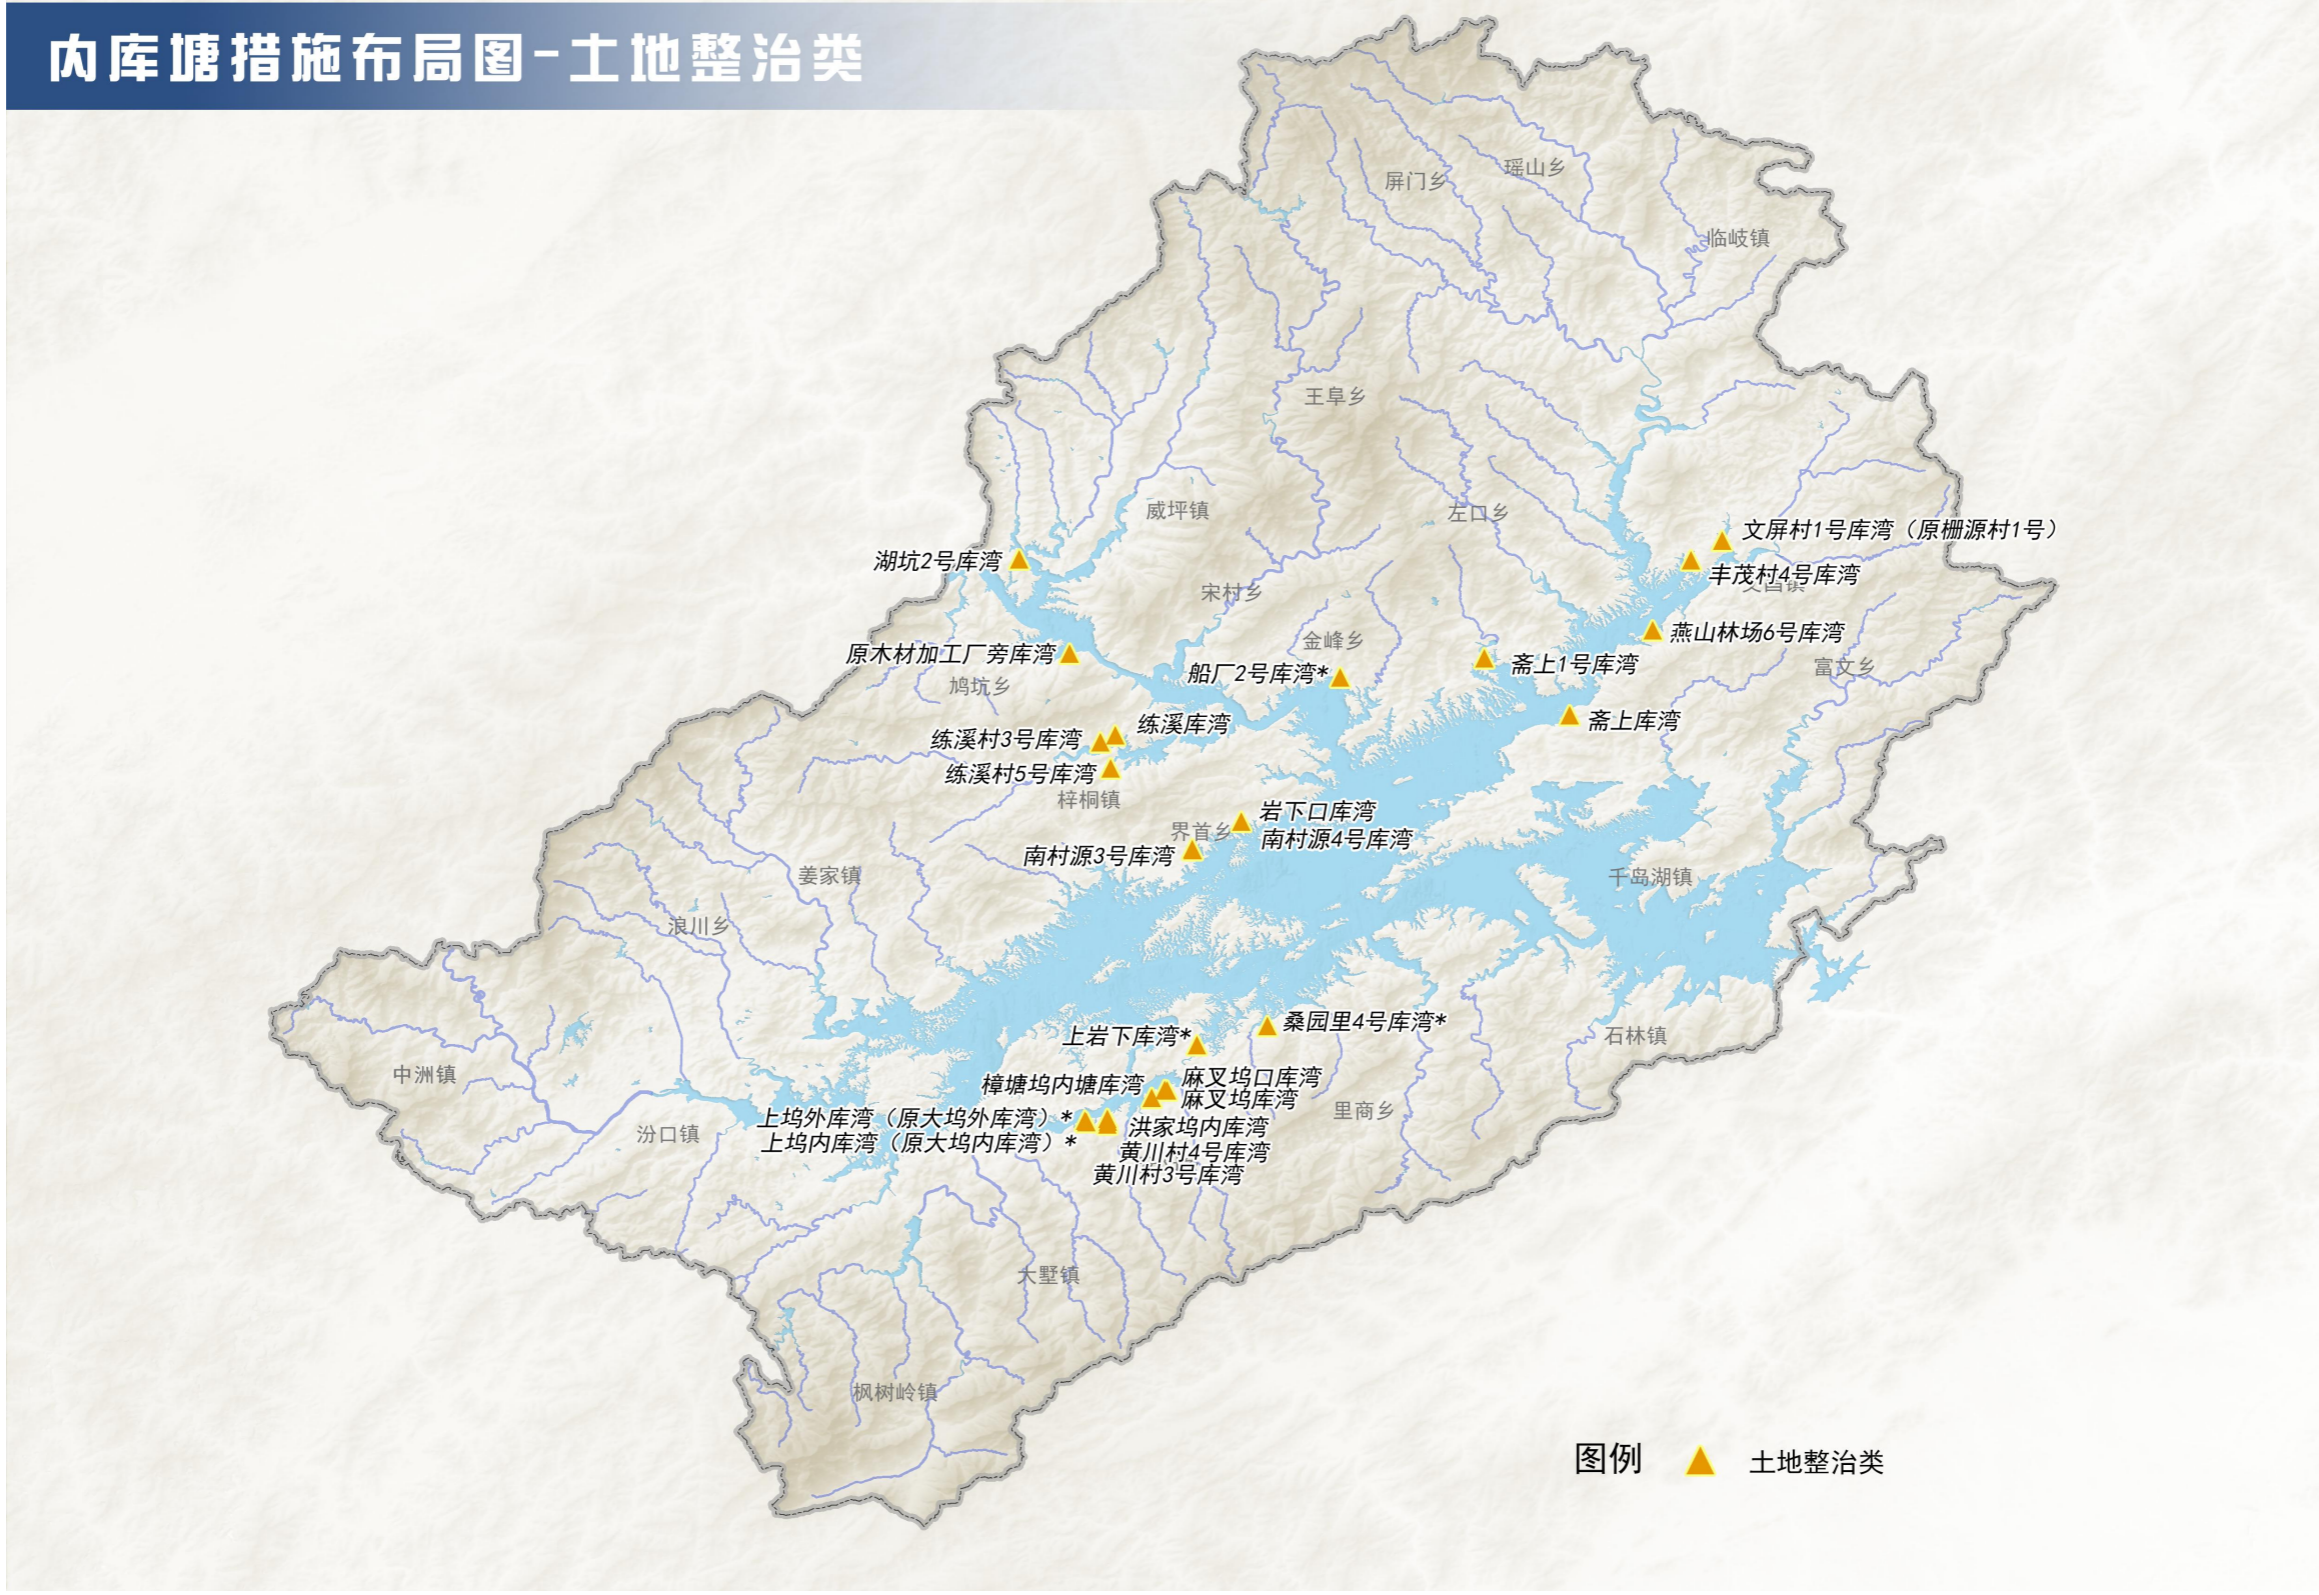 内库塘措施布局图-土地整治类
屏门乡
瑶山乡
临岐镇
王阜乡
威坪镇
左口乡
文屏村1号库湾（原栅源村1号）
湖坑2号库湾
丰茂村4号库湾
文昌镇
宋村乡
燕山林场6号库湾
金峰乡
原木材加工厂旁库湾
斋上1号库湾
富文乡
船厂2号库湾*
鸠坑乡
斋上库湾
练溪库湾
练溪村3号库湾
练溪村5号库湾
梓桐镇
岩下口库湾
界首乡
南村源4号库湾
南村源3号库湾
姜家镇
千岛湖镇
浪川乡
桑园里4号库湾*
上岩下库湾*
石林镇
中洲镇
麻叉坞口库湾
樟塘坞内塘库湾
麻叉坞库湾
里商乡
上坞外库湾（原大坞外库湾）*
洪家坞内库湾
汾口镇
上坞内库湾（原大坞内库湾）*
黄川村4号库湾
黄川村3号库湾
大墅镇
枫树岭镇
图例
土地整治类